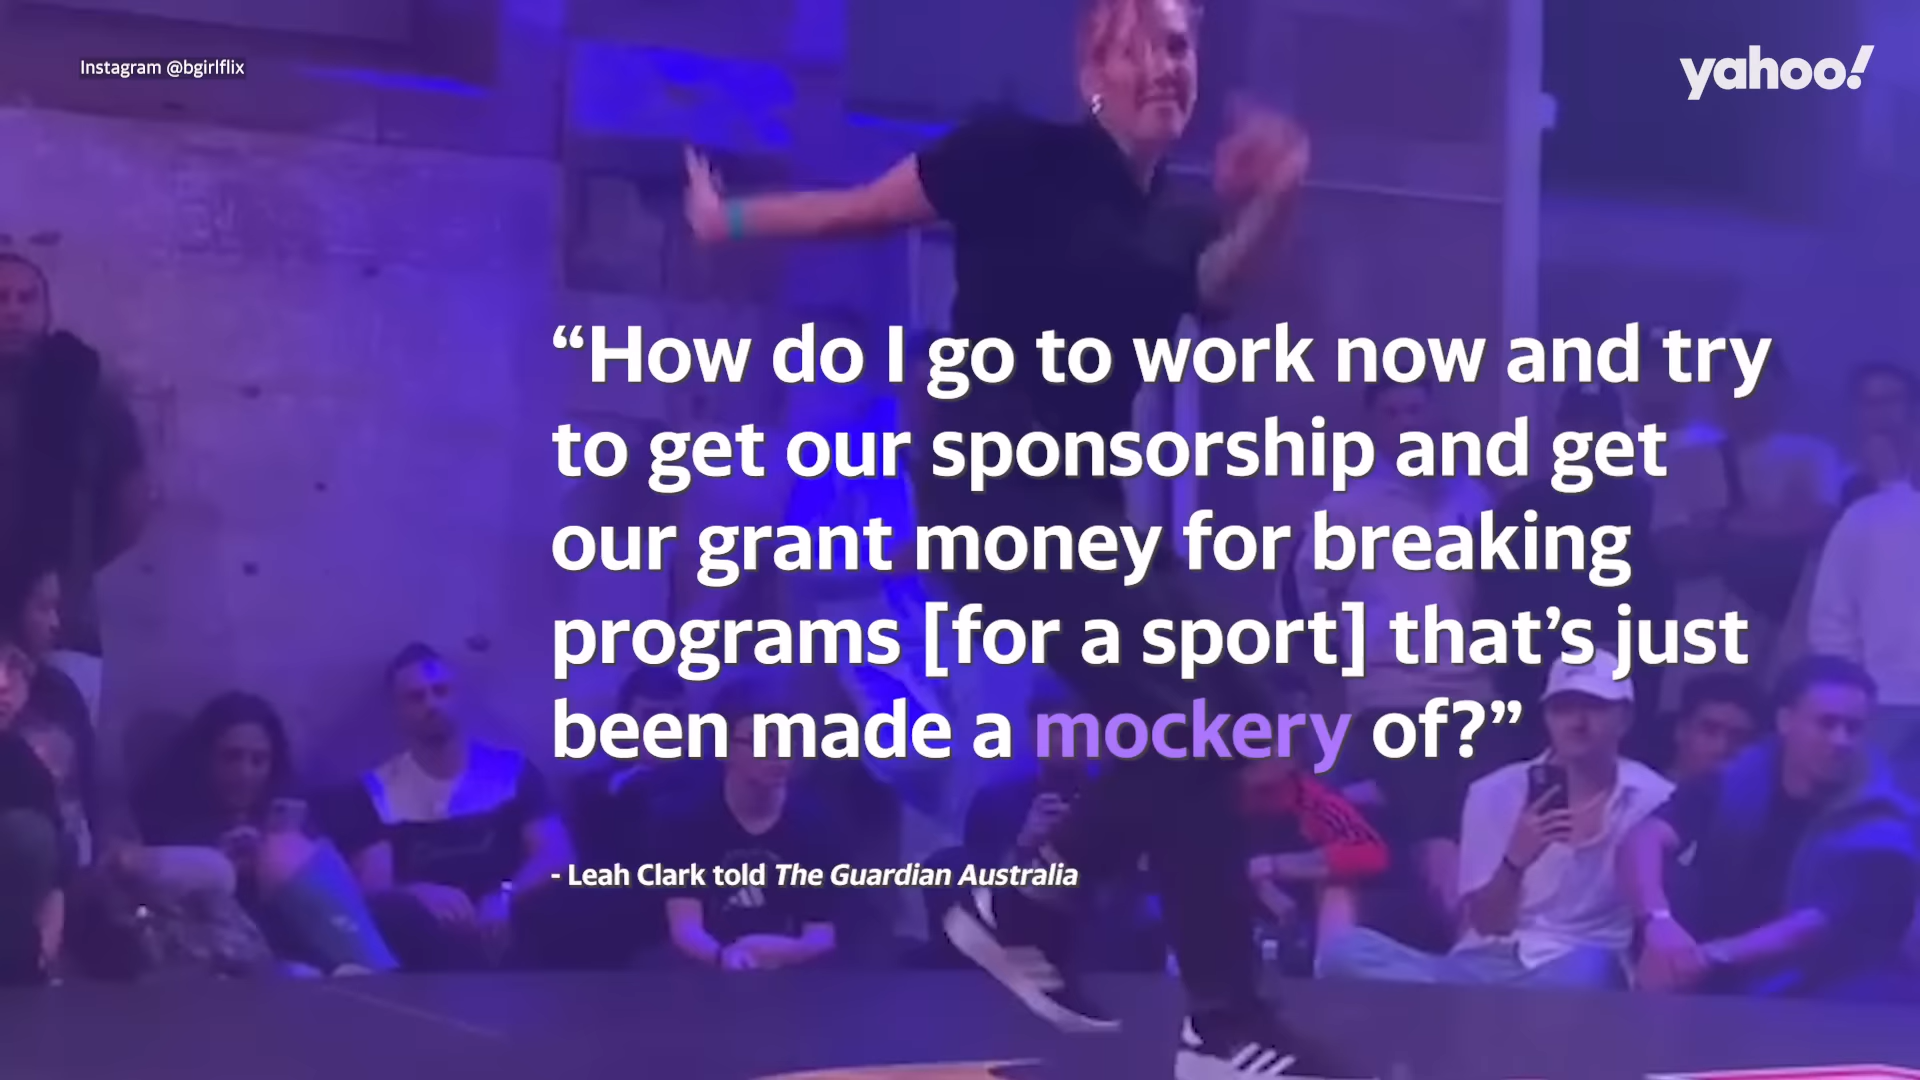 Instagram @bgirlflix
yahoo!
“How do I go to work now and try
to get our sponsorship and get
our grant money for breaking
programs [for a sport] that’s just
been made a mockery of?”
- Leah Clark told The Guardian Australia